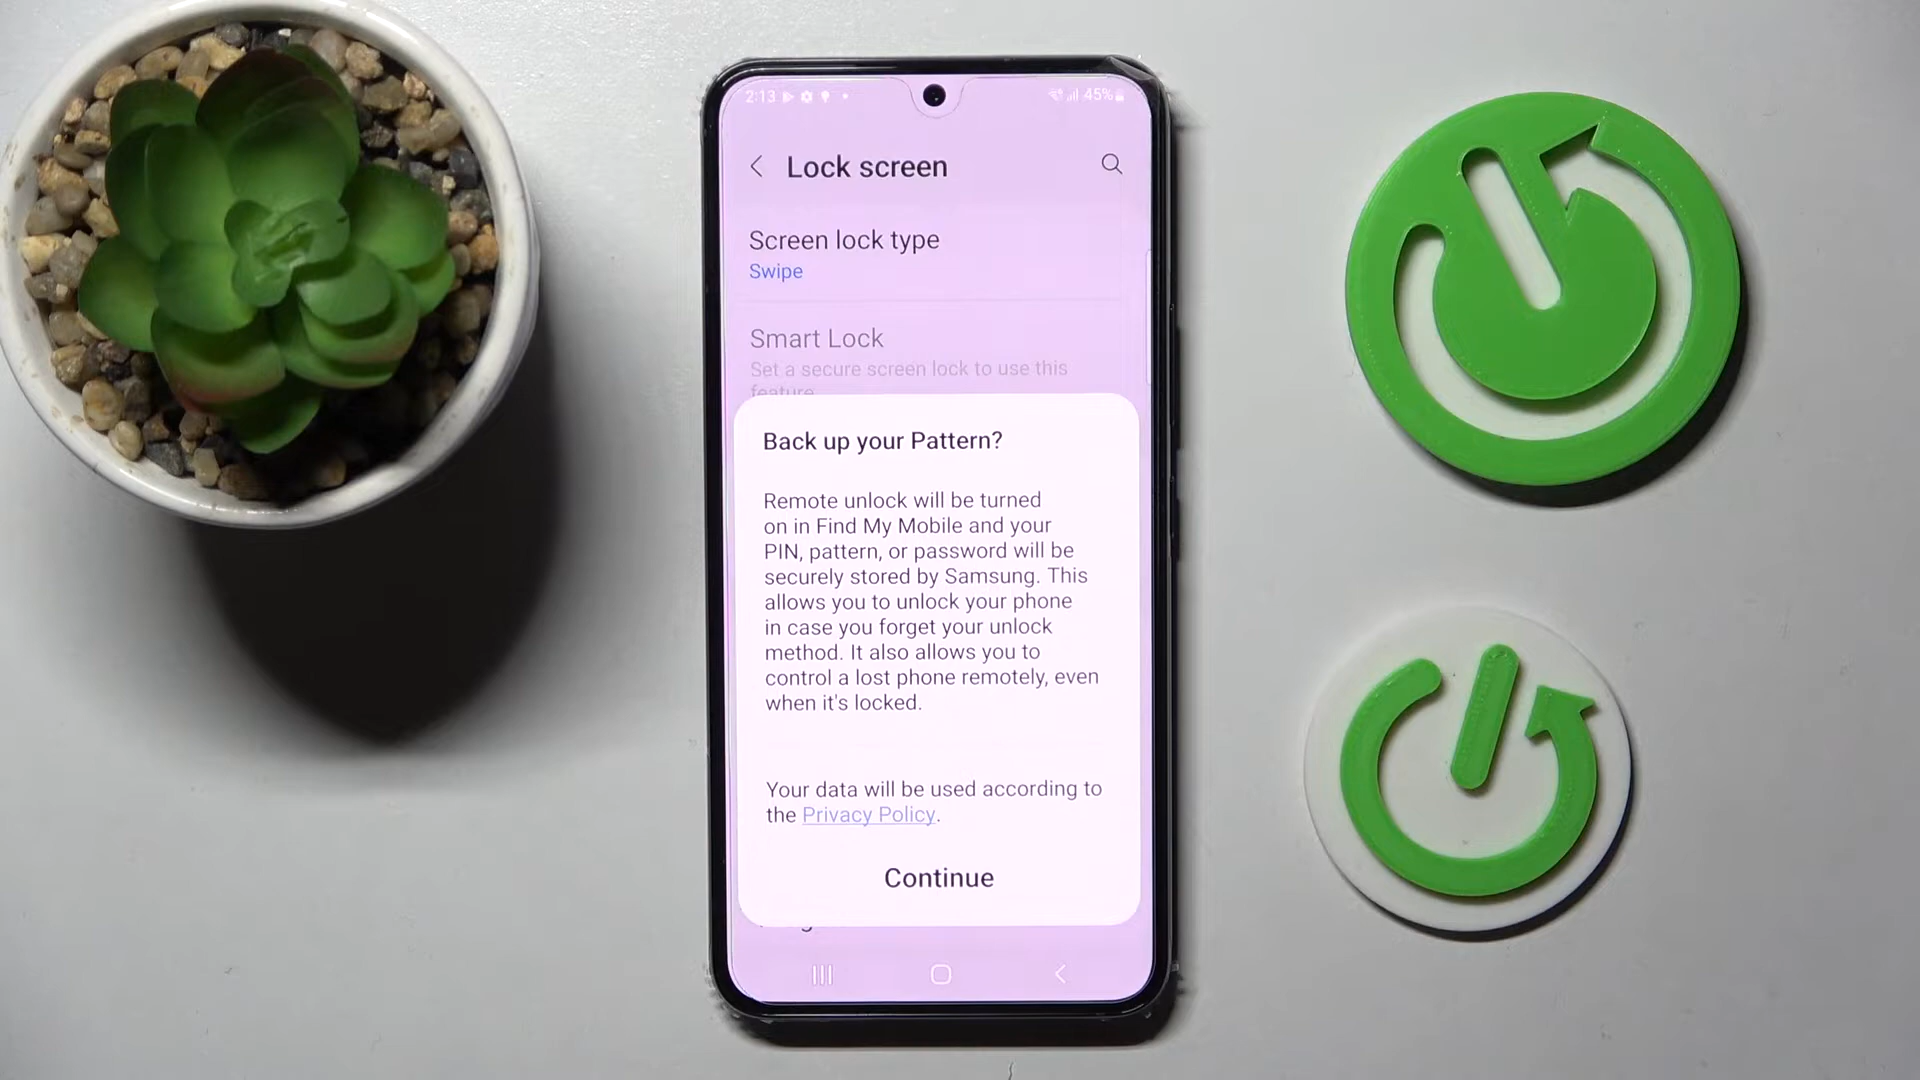 2:13
45%
Lock screen
Screen lock type
Swipe
Smart Lock
Set a secure screen lock to use this
feature
Back up your Pattern?
Remote unlock will be turned
on in Find My Mobile and your
PIN, pattern, or password will be
securely stored by Samsung. This
allows you to unlock your phone
in case you forget your unlock
method. It also allows you to
control a lost phone remotely, even
when it's locked.
Your data will be used according to
the Privacy Policy.
Continue